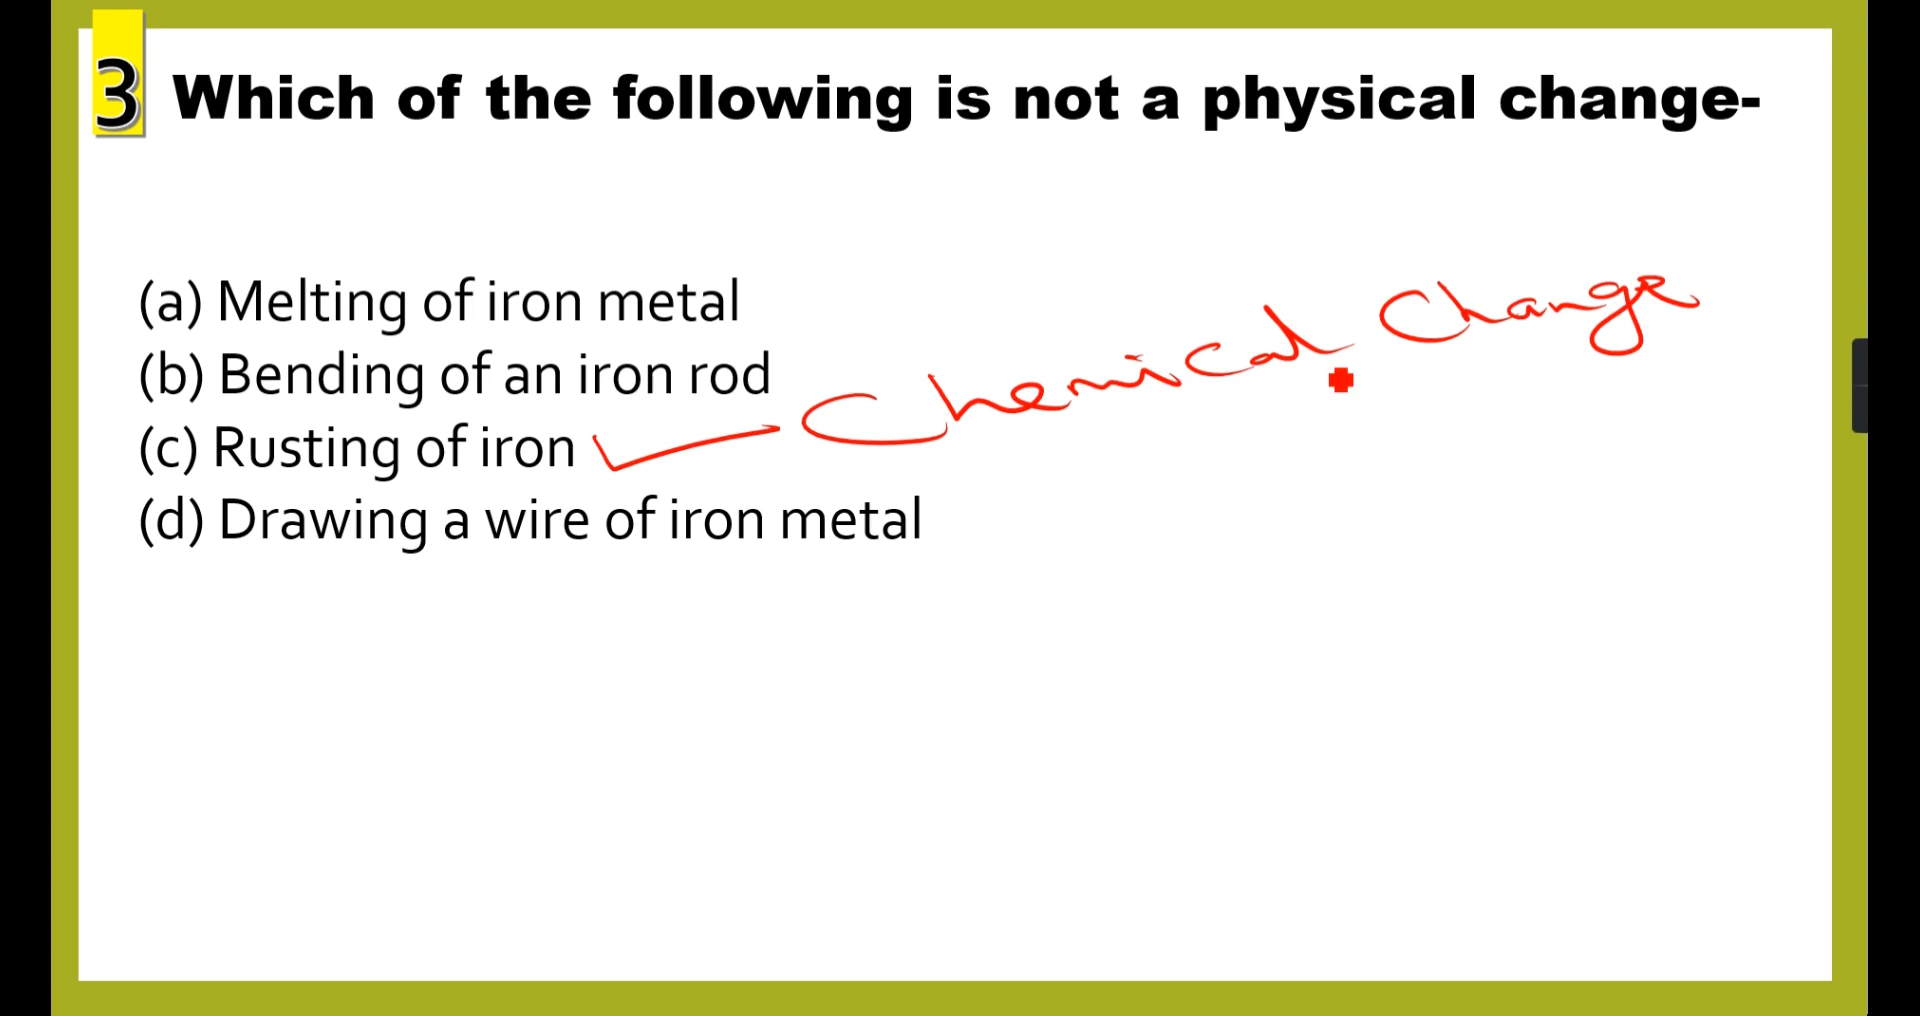 3 Which of the following is not a physical change-
(a) Melting of iron metal
(b) Bending of an iron rod
(c) Rusting of iron Chemical Change
(d) Drawing a wire of iron metal